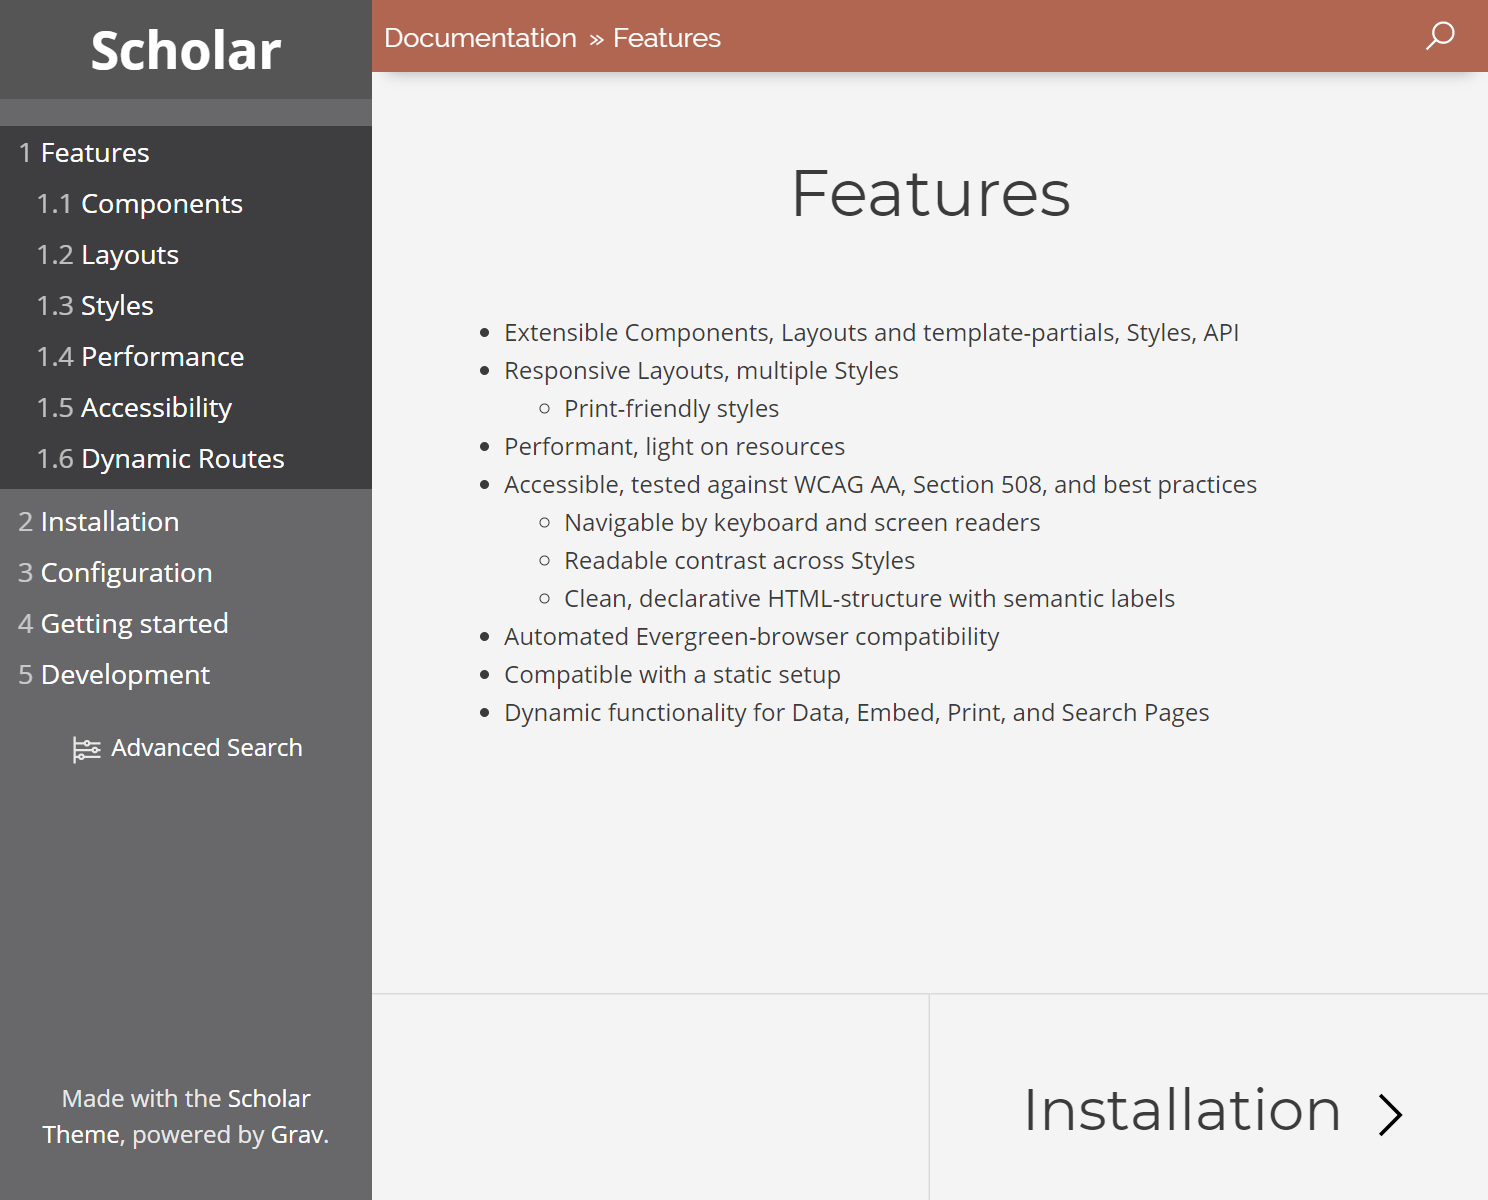 Scholar
1 Features
1.1 Components
1.2 Layouts
1.3 Styles
1.4 Performance
1.5 Accessibility
1.6 Dynamic Routes
2 Installation
3 Configuration
4 Getting started
5 Development
Advanced Search
Made with the Scholar
Theme, powered by Grav.
Documentation » Features
Features
• Extensible Components, Layouts and template-partials, Styles, API
• Responsive Layouts, multiple Styles
◦ Print-friendly styles
• Performant, light on resources
• Accessible, tested against WCAG AA, Section 508, and best practices
◦ Navigable by keyboard and screen readers
◦ Readable contrast across Styles
◦ Clean, declarative HTML-structure with semantic labels
• Automated Evergreen-browser compatibility
• Compatible with a static setup
• Dynamic functionality for Data, Embed, Print, and Search Pages
Installation